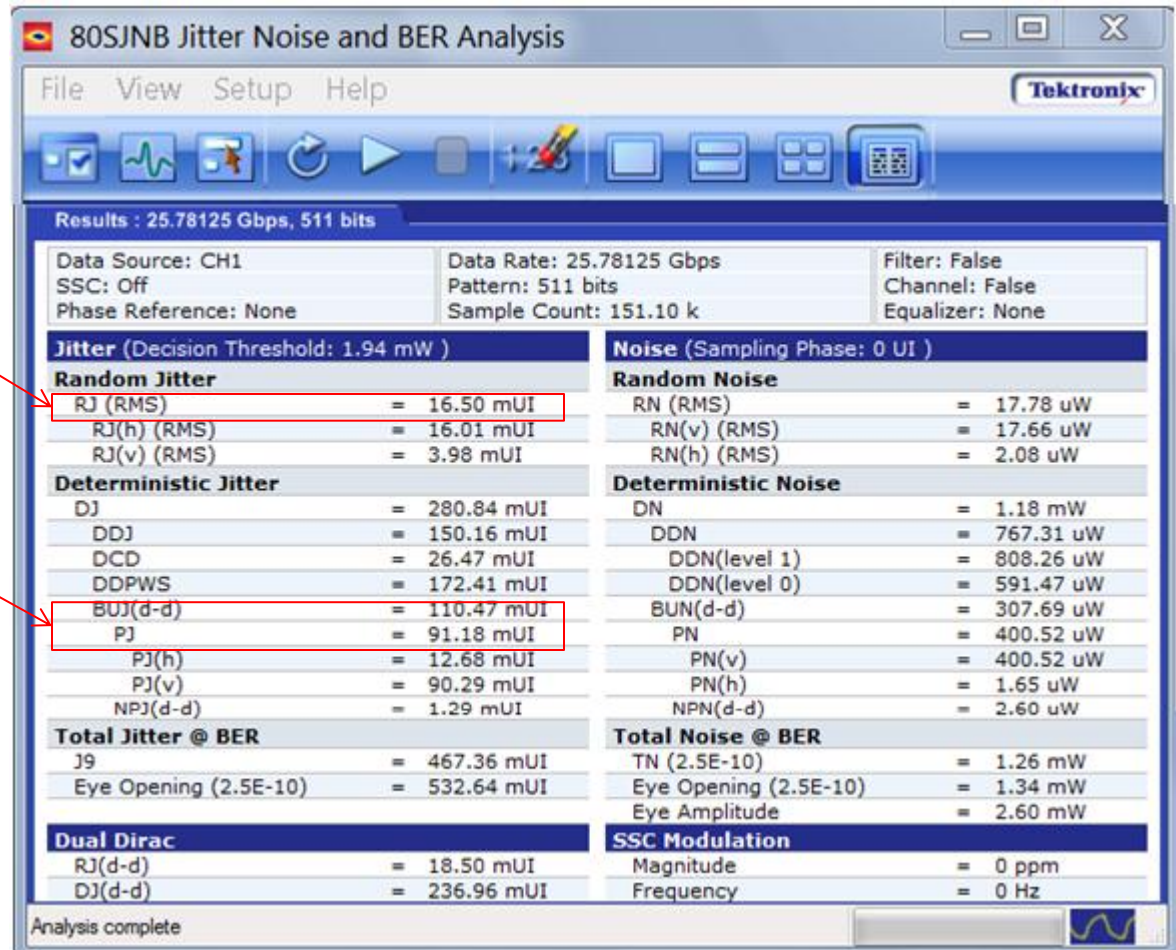 80SJNB Jitter Noise and BER Analysis
File View Setup Help
Tektronix
123
Results : 25.78125 Gbps, 511 bits
Data Source: CH1 Data Rate: 25.78125 Gbps Filter: False
SSC: Off Pattern: 511 bits Channel: False
Phase Reference: None Sample Count: 151.10 k Equalizer: None
Jitter (Decision Threshold: 1.94 mW ) Noise (Sampling Phase: 0 UI )
Random Jitter Random Noise
RJ (RMS) = 16.50 mUI RN (RMS) = 17.78 uW
RJ(h) (RMS) = 16.01 mUI RN(v) (RMS) = 17.66 uW
RJ(v) (RMS) = 3.98 mUI RN(h) (RMS) = 2.08 uW
Deterministic Jitter Deterministic Noise
DJ = 280.84 mUI DN = 1.18 mW
DDJ = 150.16 mUI DDN = 767.31 uW
DCD = 26.47 mUI DDN(level 1) = 808.26 uW
DDPWS = 172.41 mUI DDN(level 0) = 591.47 uW
BUJ(d-d) = 110.47 mUI BUN(d-d) = 307.69 uW
PJ = 91.18 mUI PN = 400.52 uW
PJ(h) = 12.68 mUI PN(v) = 400.52 uW
PJ(v) = 90.29 mUI PN(h) = 1.65 uW
NPJ(d-d) = 1.29 mUI NPN(d-d) = 2.60 uW
Total Jitter @ BER Total Noise @ BER
J9 = 467.36 mUI TN (2.5E-10) = 1.26 mW
Eye Opening (2.5E-10) = 532.64 mUI Eye Opening (2.5E-10) = 1.34 mW
Eye Amplitude = 2.60 mW
Dual Dirac SSC Modulation
RJ(d-d) = 18.50 mUI Magnitude = 0 ppm
DJ(d-d) = 236.96 mUI Frequency = 0 Hz
Analysis complete